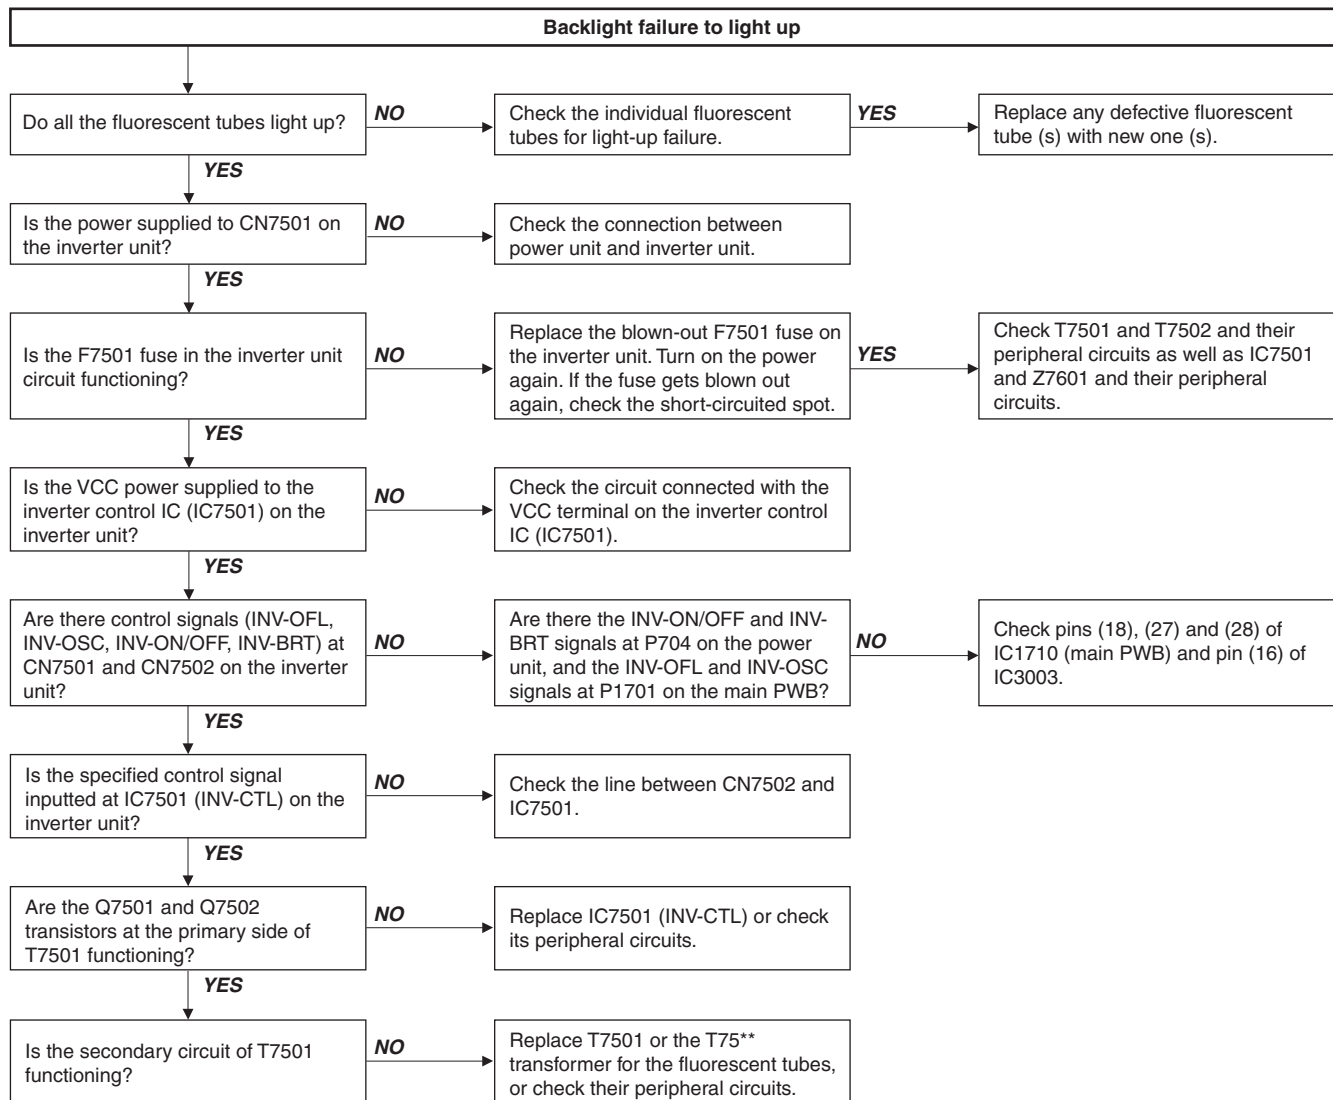 Backlight failure to light up
Do all the fluorescent tubes light up?
NO
Check the individual fluorescent
tubes for light-up failure.
YES
Replace any defective fluorescent
tube (s) with new one (s).
YES
Is the power supplied to CN7501 on
the inverter unit?
NO
Check the connection between
power unit and inverter unit.
YES
Is the F7501 fuse in the inverter unit
circuit functioning?
NO
Replace the blown-out F7501 fuse on
the inverter unit. Turn on the power
again. If the fuse gets blown out
again, check the short-circuited spot.
YES
Check T7501 and T7502 and their
peripheral circuits as well as IC7501
and Z7601 and their peripheral
circuits.
YES
Is the VCC power supplied to the
inverter control IC (IC7501) on the
inverter unit?
NO
Check the circuit connected with the
VCC terminal on the inverter control
IC (IC7501).
YES
Are there control signals (INV-OFL,
INV-OSC, INV-ON/OFF, INV-BRT) at
CN7501 and CN7502 on the inverter
unit?
NO
Are there the INV-ON/OFF and INV-
BRT signals at P704 on the power
unit, and the INV-OFL and INV-OSC
signals at P1701 on the main PWB?
NO
Check pins (18), (27) and (28) of
IC1710 (main PWB) and pin (16) of
IC3003.
YES
Is the specified control signal
inputted at IC7501 (INV-CTL) on the
inverter unit?
NO
Check the line between CN7502 and
IC7501.
YES
Are the Q7501 and Q7502
transistors at the primary side of
T7501 functioning?
NO
Replace IC7501 (INV-CTL) or check
its peripheral circuits.
YES
Is the secondary circuit of T7501
functioning?
NO
Replace T7501 or the T75**
transformer for the fluorescent tubes,
or check their peripheral circuits.